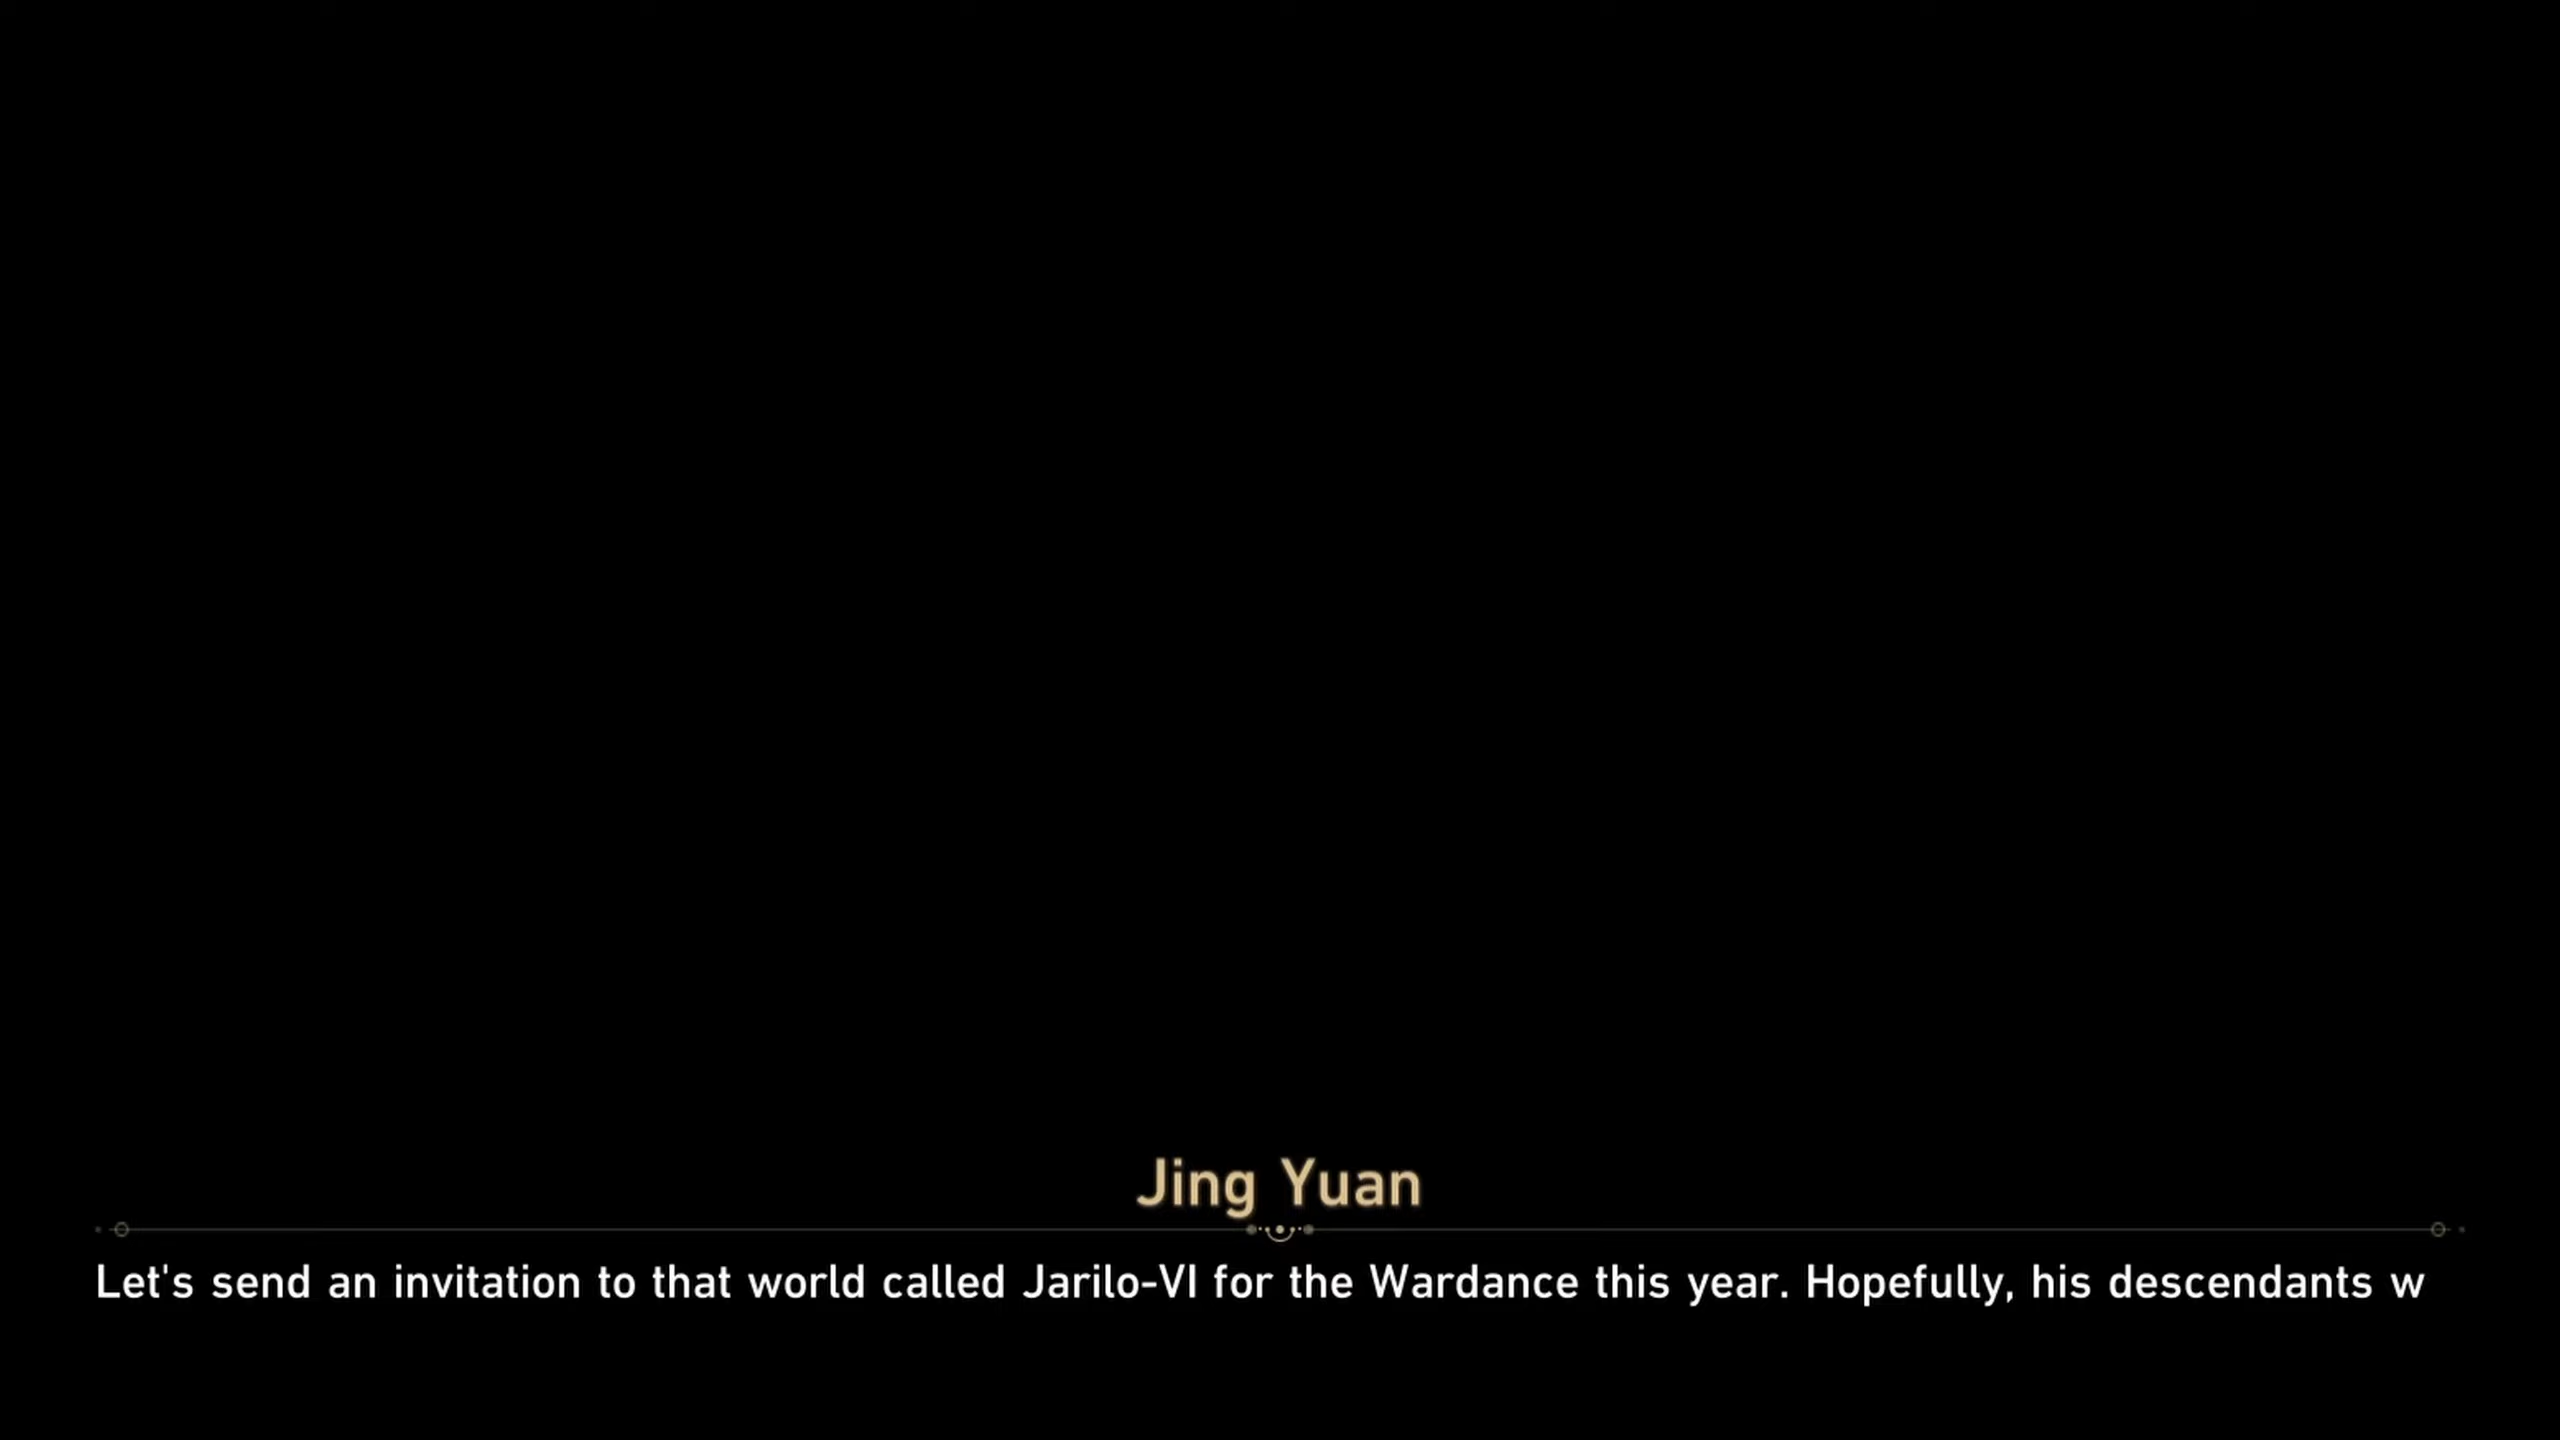 Jing Yuan
Let's send an invitation to that world called Jarilo-VI for the Wardance this year. Hopefully, his descendants w